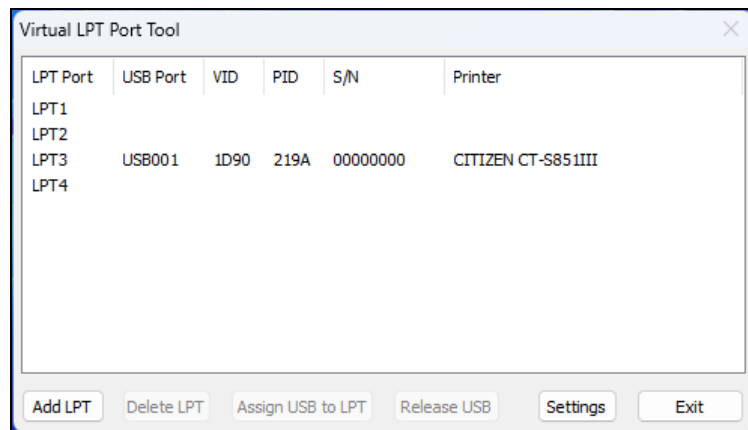 Virtual LPT Port Tool
LPT Port USB Port VID PID S/N Printer
LPT1
LPT2
LPT3 USB001 1D90 219A 00000000 CITIZEN CT-S851III
LPT4
Add LPT Delete LPT Assign USB to LPT Release USB Settings Exit